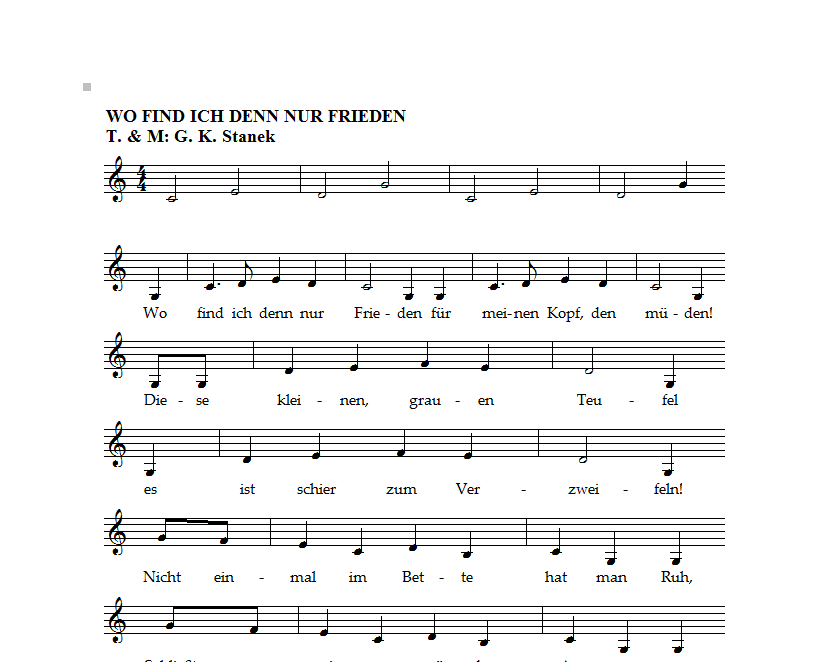 WO FIND ICH DENN NUR FRIEDEN
T. & M: G. K. Stanek
4
4
Wo find ich denn nur Frie - den für mei-nen Kopf, den mü - den!
Die - se klei - nen, grau - en Teu - fel
es ist schier zum Ver - zwei - feln!
Nicht ein - mal im Bet - te hat man Ruh,